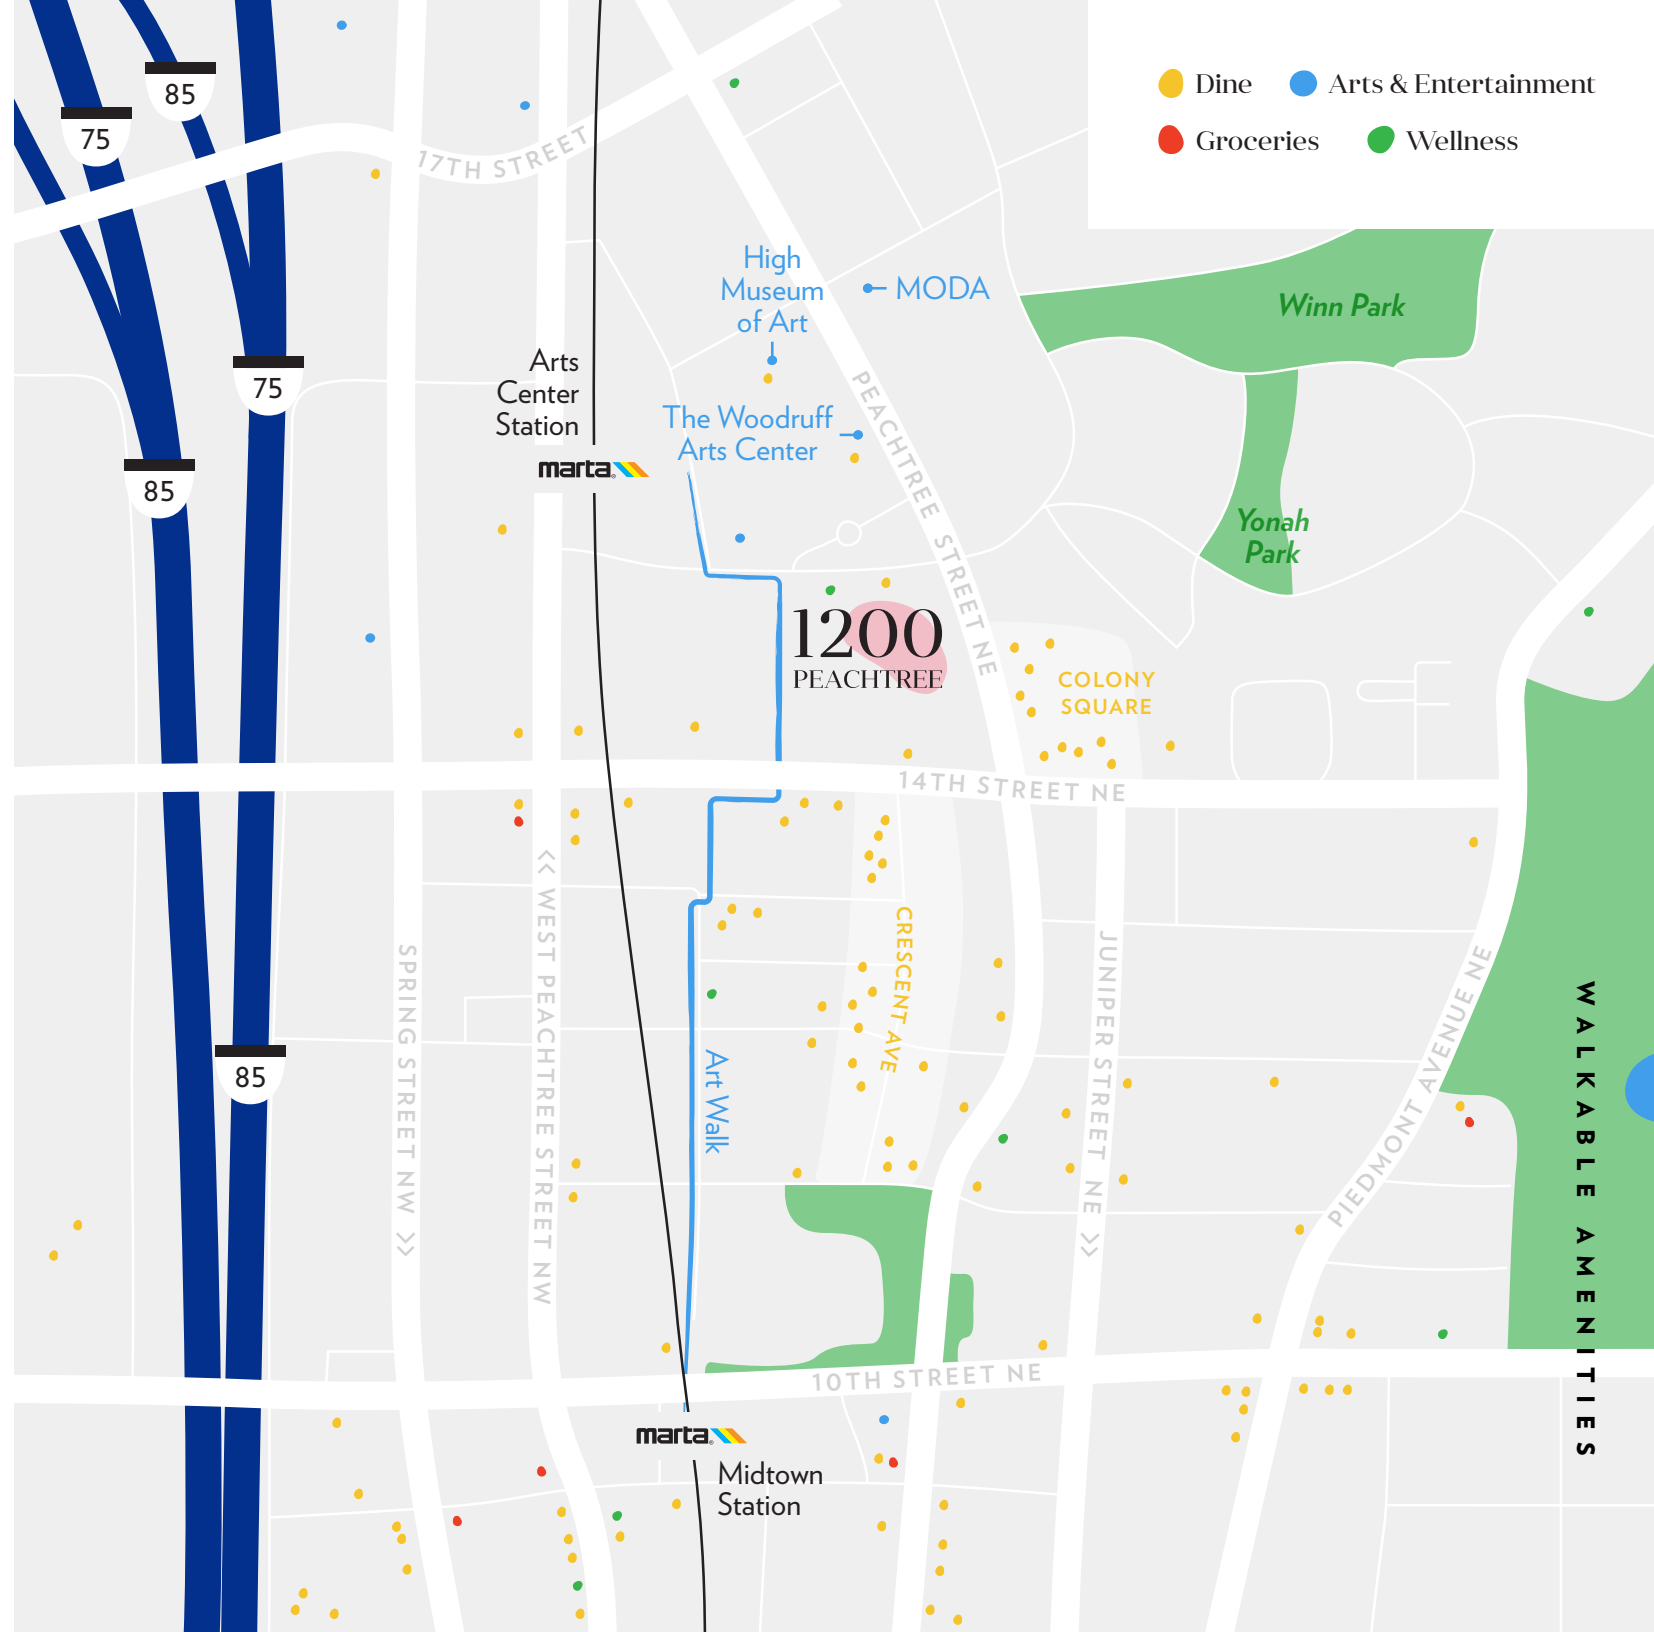 Dine
Arts & Entertainment
Groceries
Wellness
85
75
17TH STREET
High
Museum
of Art
MODA
Winn Park
Arts
Center
Station
75
PEACHTREE STREET NE
The Woodruff
Arts Center
marta
85
Yonah
Park
1200
PEACHTREE
COLONY
SQUARE
14TH STREET NE
<< WEST PEACHTREE STREET NW
SPRING STREET NW >>
CRESCENT AVE
JUNIPER STREET NE >>
PIEDMONT AVENUE NE
WALKABLE AMENITIES
85
Art Walk
10TH STREET NE
marta
Midtown
Station